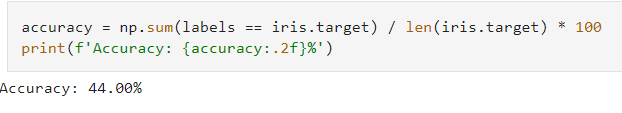 accuracy = np.sum(labels == iris.target) / len(iris.target) * 100
print(f'Accuracy: {accuracy:.2f}%')
Accuracy: 44.00%